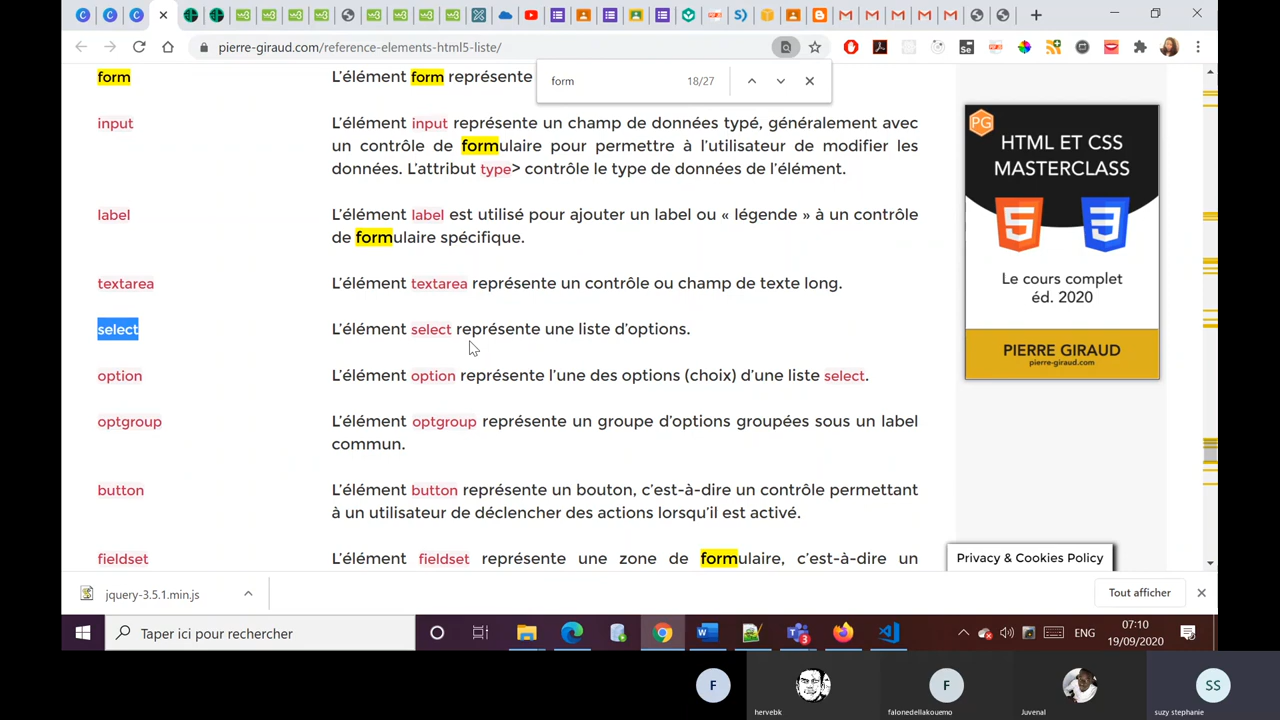 pierre-giraud.com/reference-elements-html5-liste/
form
18/27
form
L'élément form représente
input
L'élément input représente un champ de données typé, généralement avec
un contrôle de formulaire pour permettre à l'utilisateur de modifier les
données. L'attribut type> contrôle le type de données de l'élément.
label
L'élément label est utilisé pour ajouter un label ou « légende » à un contrôle
de formulaire spécifique.
textarea
L'élément textarea représente un contrôle ou champ de texte long.
select
L'élément select représente une liste d'options.
option
L'élément option représente l'une des options (choix) d'une liste select.
optgroup
L'élément optgroup représente un groupe d'options groupées sous un label
commun.
button
L'élément button représente un bouton, c'est-à-dire un contrôle permettant
à un utilisateur de déclencher des actions lorsqu'il est activé.
fieldset
L'élément fieldset représente une zone de formulaire, c'est-à-dire un
PG
HTML ET CSS
MASTERCLASS
5
3
Le cours complet
éd. 2020
PIERRE GIRAUD
pierre-giraud.com
Privacy & Cookies Policy
jquery-3.5.1.min.js
Tout afficher
Taper ici pour rechercher
3
ENG
07:10
19/09/2020
F
F
SS
hervebk
falonedellakouemo
Juvenal
suzy stephanie